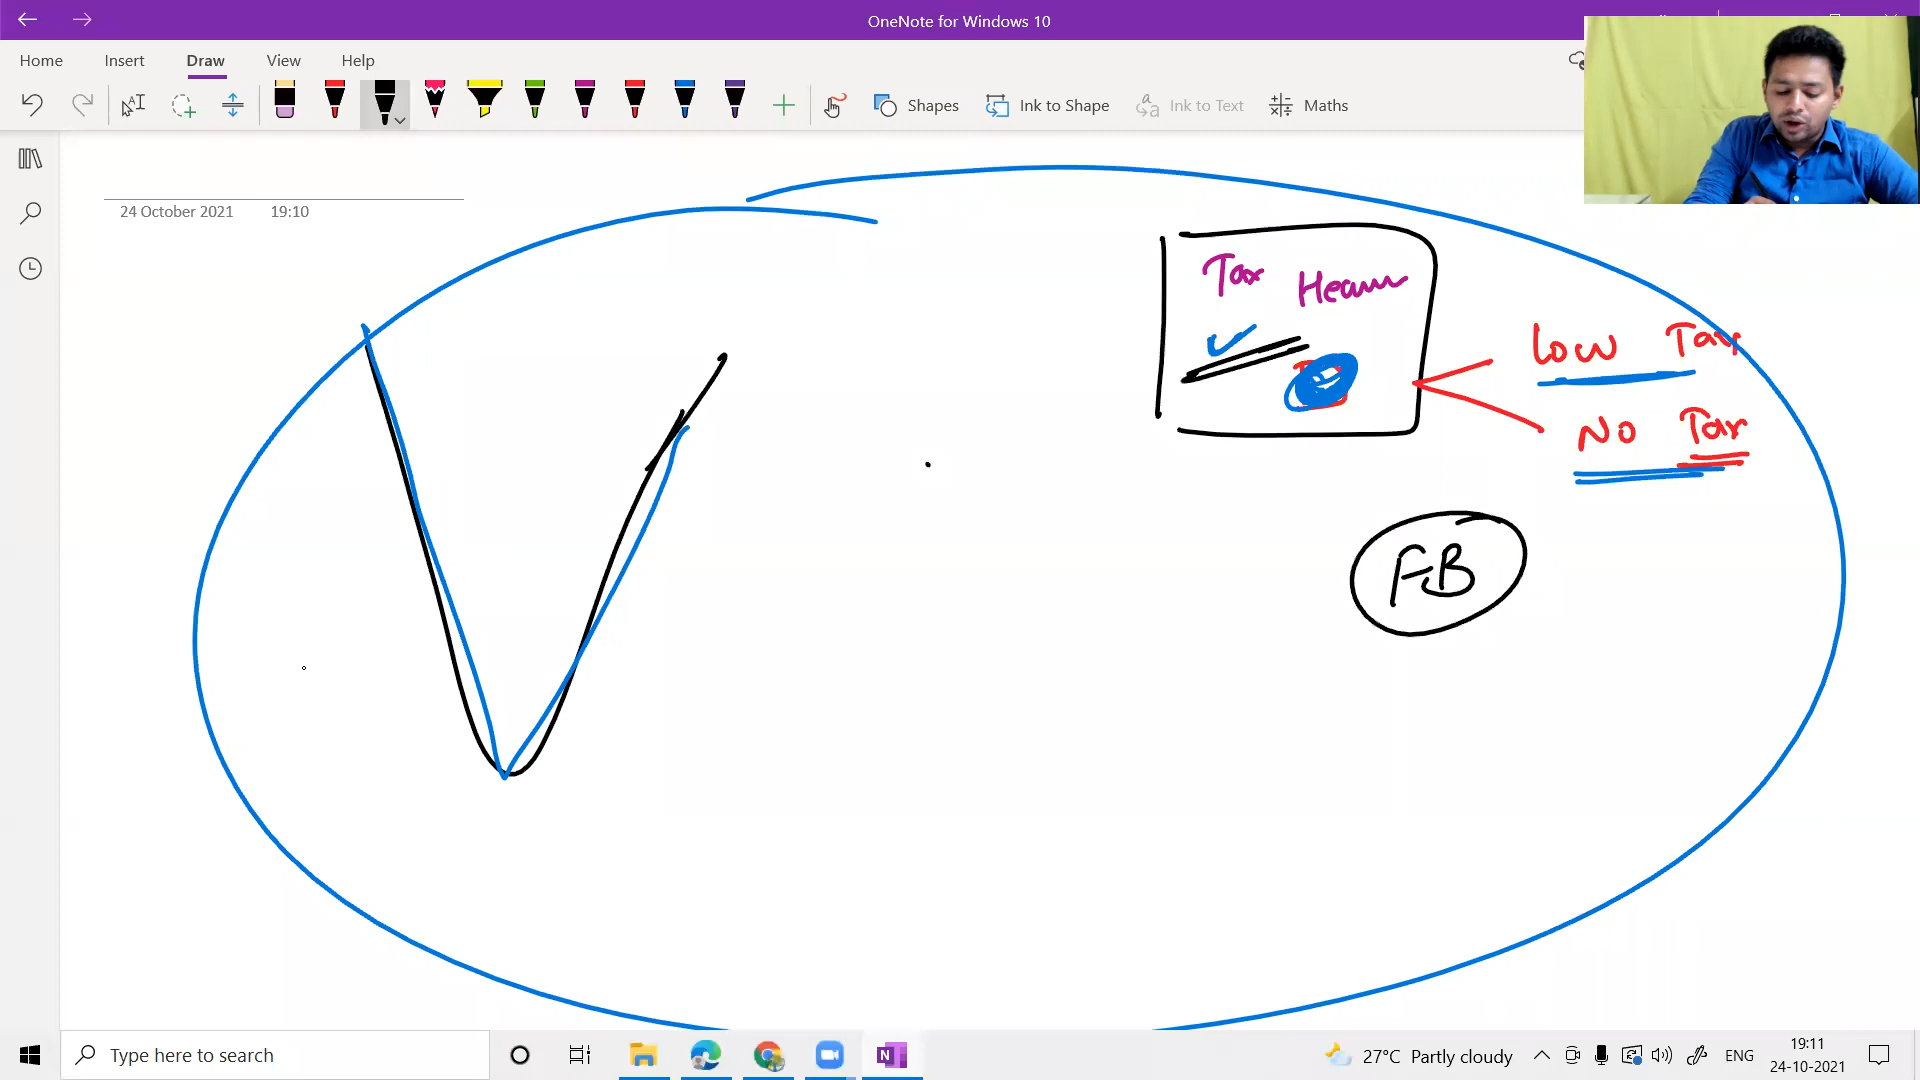 OneNote for Windows 10
Home Insert Draw View Help
Shapes Ink to Shape Ink to Text Maths
24 October 2021 19:10
Tax
Low Tax
No Tax
FB
Type here to search
27°C Partly cloudy
ENG
19:11
24-10-2021